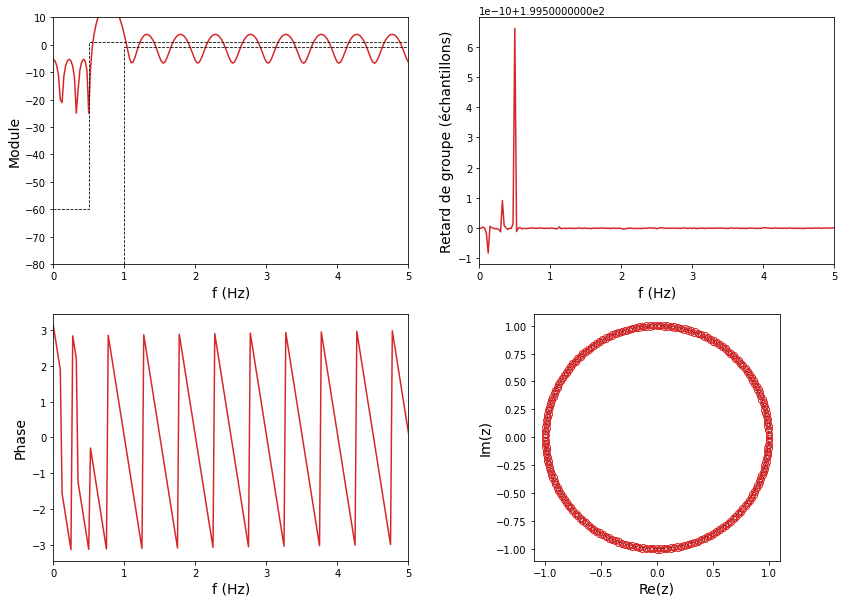 10
0
−10
−20
−30
−40
−50
−60
−70
−80
Module
0 1 2 3 4 5
f (Hz)
1e−10+1.9950000000e2
6
5
4
3
2
1
0
−1
Retard de groupe (échantillons)
0 1 2 3 4 5
f (Hz)
3
2
1
0
−1
−2
−3
Phase
0 1 2 3 4 5
f (Hz)
1.00
0.75
0.50
0.25
0.00
−0.25
−0.50
−0.75
−1.00
Im(z)
−1.0 −0.5 0.0 0.5 1.0
Re(z)